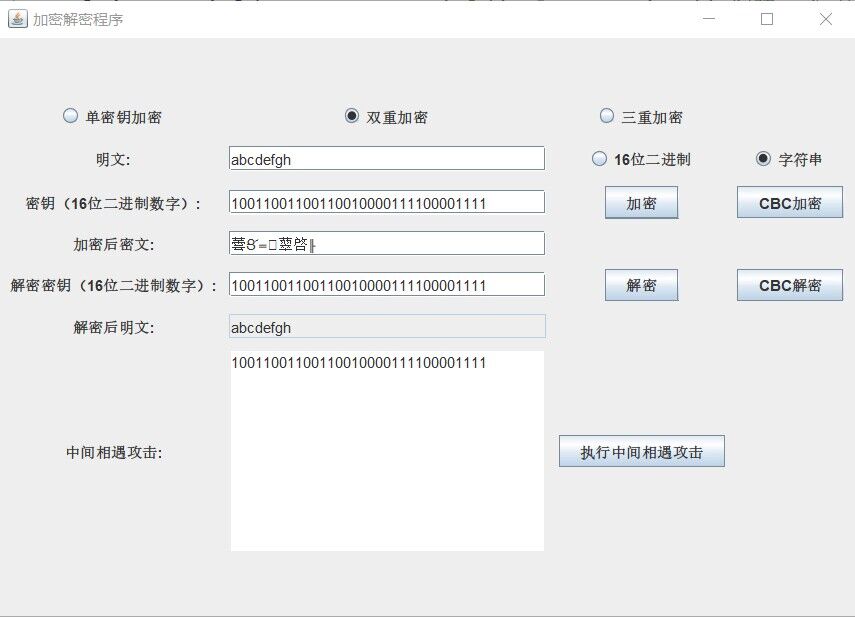 加密解密程序
单密钥加密 双重加密 三重加密
明文: abcdefgh 16位二进制 字符串
密钥（16位二进制数字）: 10011001100110010000111100001111 加密 CBC加密
加密后密文:
解密密钥（16位二进制数字）: 10011001100110010000111100001111 解密 CBC解密
解密后明文: abcdefgh
10011001100110010000111100001111
中间相遇攻击: 执行中间相遇攻击